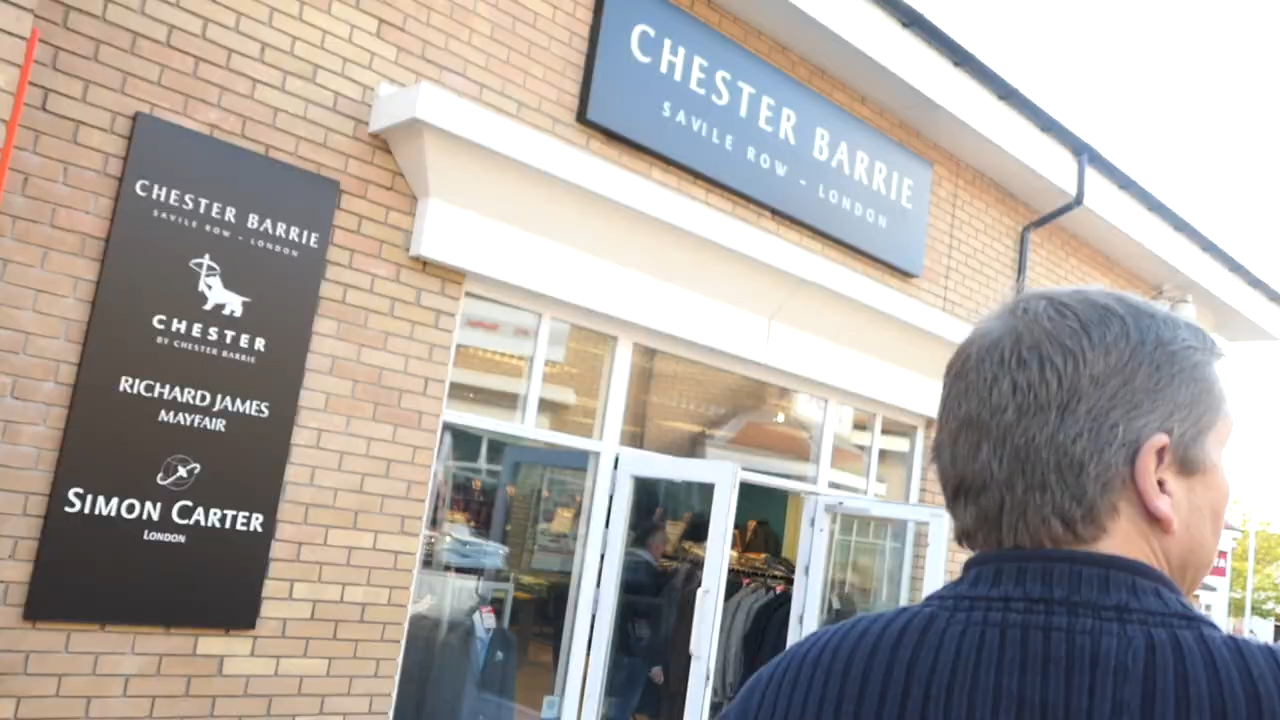 CHESTER BARRIE
SAVILE ROW - LONDON
CHESTER BARRIE
SAVILE ROW - LONDON
CHESTER
BY CHESTER BARRIE
RICHARD JAMES
MAYFAIR
SIMON CARTER
LONDON